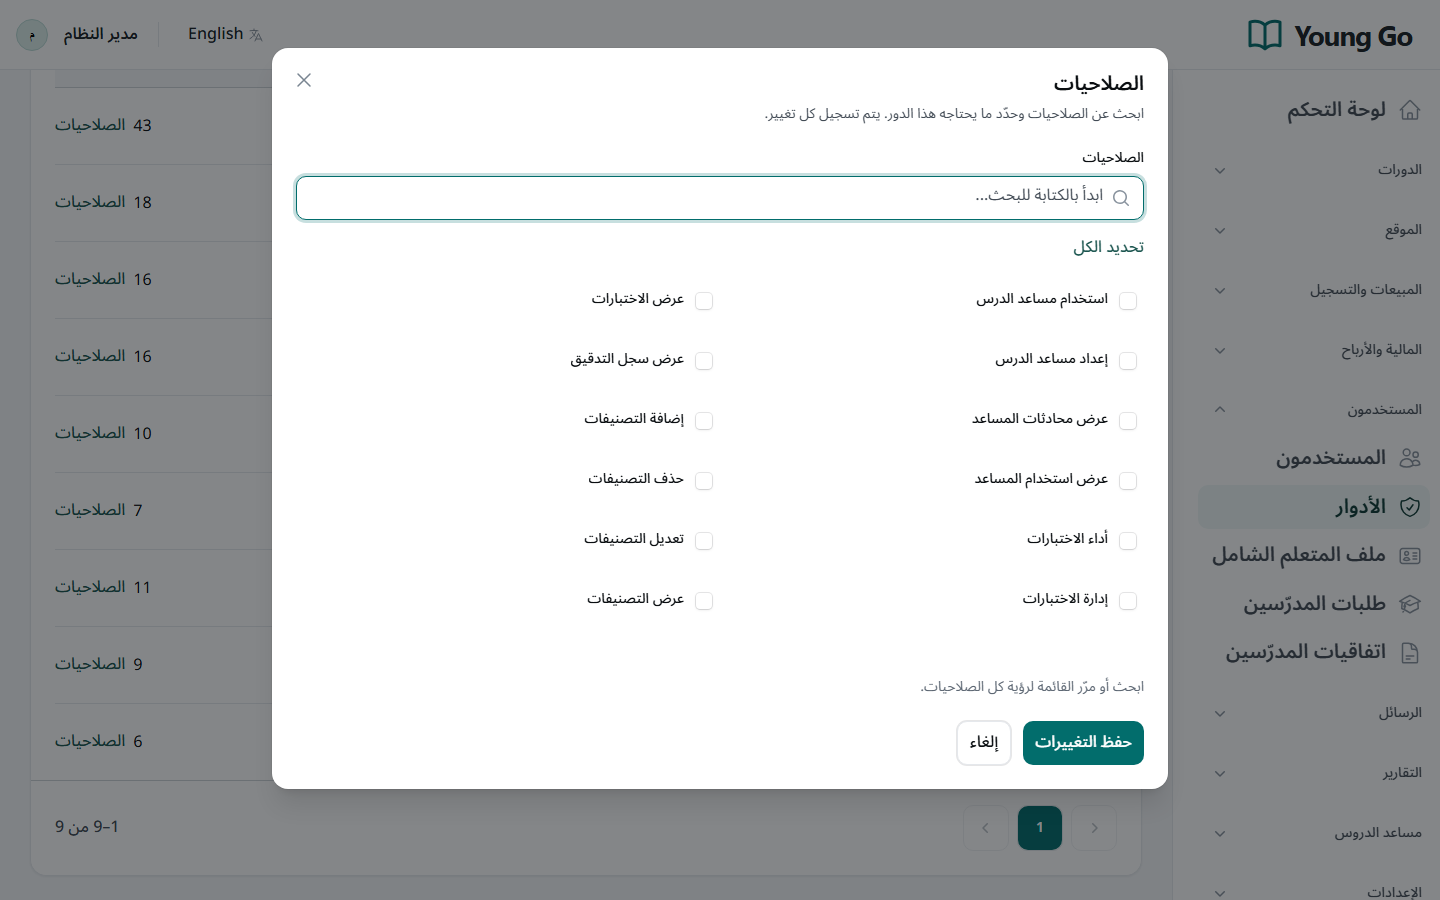 Young Go
English
مدير النظام
م
لوحة التحكم
الدورات
الموقع
المبيعات والتسجيل
المالية والأرباح
المستخدمون
المستخدمون
الأدوار
ملف المتعلم الشامل
طلبات المدرّسين
اتفاقيات المدرّسين
الرسائل
التقارير
مساعد الدروس
الإعدادات
الصلاحيات
ابحث عن الصلاحيات وحدّد ما يحتاجه هذا الدور. يتم تسجيل كل تغيير.
الصلاحيات
ابدأ بالكتابة للبحث...
تحديد الكل
استخدام مساعد الدرس
عرض الاختبارات
إعداد مساعد الدرس
عرض سجل التدقيق
عرض محادثات المساعد
إضافة التصنيفات
عرض استخدام المساعد
حذف التصنيفات
أداء الاختبارات
تعديل التصنيفات
إدارة الاختبارات
عرض التصنيفات
ابحث أو مرّر القائمة لرؤية كل الصلاحيات.
حفظ التغييرات
إلغاء
43 الصلاحيات
18 الصلاحيات
16 الصلاحيات
16 الصلاحيات
10 الصلاحيات
7 الصلاحيات
11 الصلاحيات
9 الصلاحيات
6 الصلاحيات
1
1–9 من 9